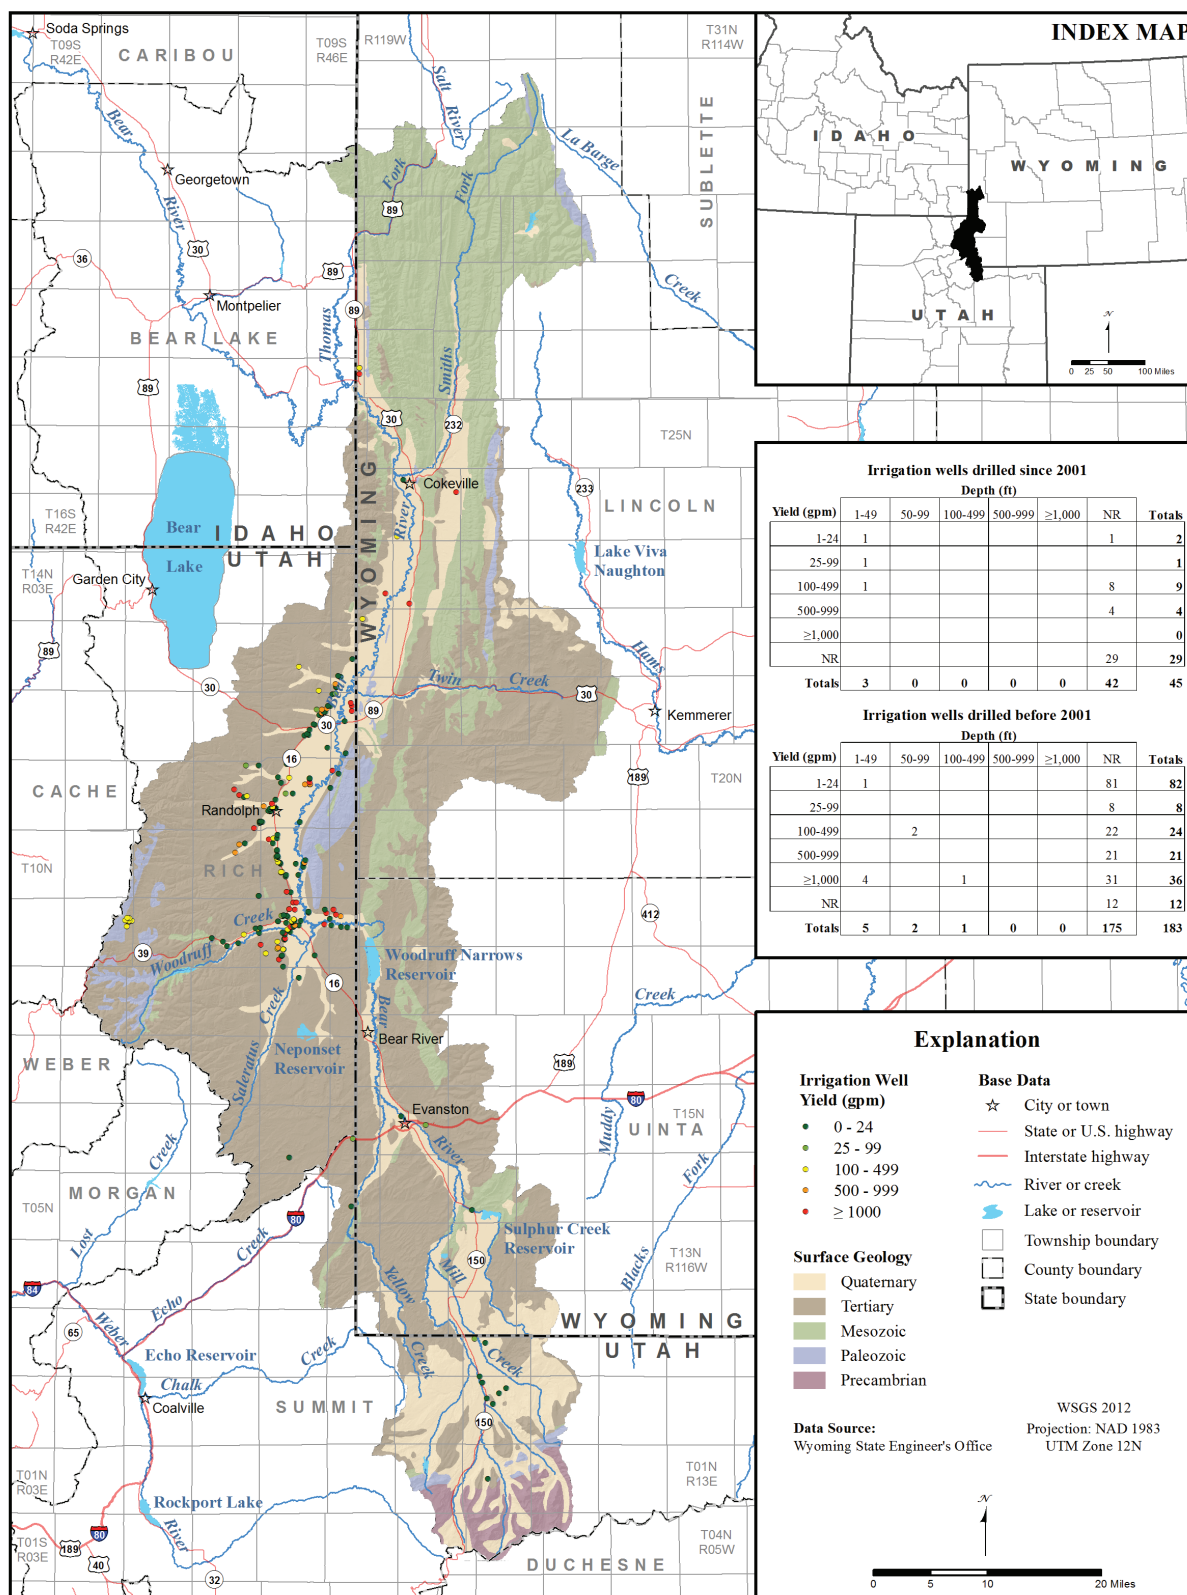 Soda Springs
T09S
R42E
CARIBOU
T09S
R46E
R119W
T31N
R114W
Salt River
Bear River
Georgetown
Fork
Fork
La Barge
SUBLETTE
89
30
36
89
Creek
Montpelier
89
BEAR LAKE
Thomas
Smiths
89
30
232
T25N
Cokeville
233
LINCOLN
T16S
R42E
Bear
Lake
IDAHO
UTAH
WYOMING
River
Lake Viva
Naughton
T14N
R03E
Garden City
89
Hams
30
Twin Creek
30
Bear
89
30
Kemmerer
16
189
T20N
CACHE
Randolph
T10N
RICH
412
Creek
Woodruff
39
Woodruff Narrows
Reservoir
16
Creek
Creek
Bear
Bear River
Neponset
Reservoir
Saleratus
WEBER
189
80
Evanston
T15N
UINTA
Muddy
River
Creek
Fork
MORGAN
T05N
Lost
80
Creek
Sulphur Creek
Reservoir
150
T13N
R116W
Mill
Blacks
84
Echo
Yellow
Weber
65
WYOMING
UTAH
Echo Reservoir
Creek
Creek
Creek
Chalk
Coalville
SUMMIT
150
T01N
R03E
T01N
R13E
Rockport Lake
T01S
R03E
80
189
40
River
T04N
R05W
DUCHESNE
32
INDEX MAP
IDAHO
WYOMING
UTAH
N
0 25 50 100 Miles
Irrigation wells drilled since 2001
Depth (ft)
Yield (gpm) 1-49 50-99 100-499 500-999 ≥1,000 NR Totals
1-24 1 1 2
25-99 1 1
100-499 1 8 9
500-999 4 4
≥1,000 0
NR 29 29
Totals 3 0 0 0 0 42 45
Irrigation wells drilled before 2001
Depth (ft)
Yield (gpm) 1-49 50-99 100-499 500-999 ≥1,000 NR Totals
1-24 1 81 82
25-99 8 8
100-499 2 22 24
500-999 21 21
≥1,000 4 1 31 36
NR 12 12
Totals 5 2 1 0 0 175 183
Explanation
Irrigation Well
Yield (gpm)
0 - 24
25 - 99
100 - 499
500 - 999
≥ 1000
Surface Geology
Quaternary
Tertiary
Mesozoic
Paleozoic
Precambrian
Base Data
City or town
State or U.S. highway
Interstate highway
River or creek
Lake or reservoir
Township boundary
County boundary
State boundary
Data Source:
Wyoming State Engineer's Office
WSGS 2012
Projection: NAD 1983
UTM Zone 12N
N
0 5 10 20 Miles